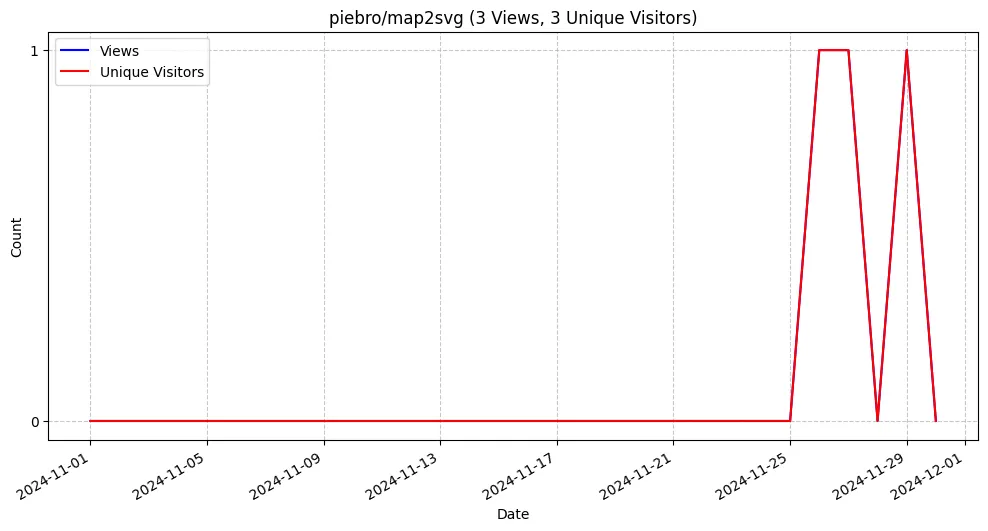 piebro/map2svg (3 Views, 3 Unique Visitors)
Views
Unique Visitors
Count
1
0
2024-11-01
2024-11-05
2024-11-09
2024-11-13
2024-11-17
2024-11-21
2024-11-25
2024-11-29
2024-12-01
Date